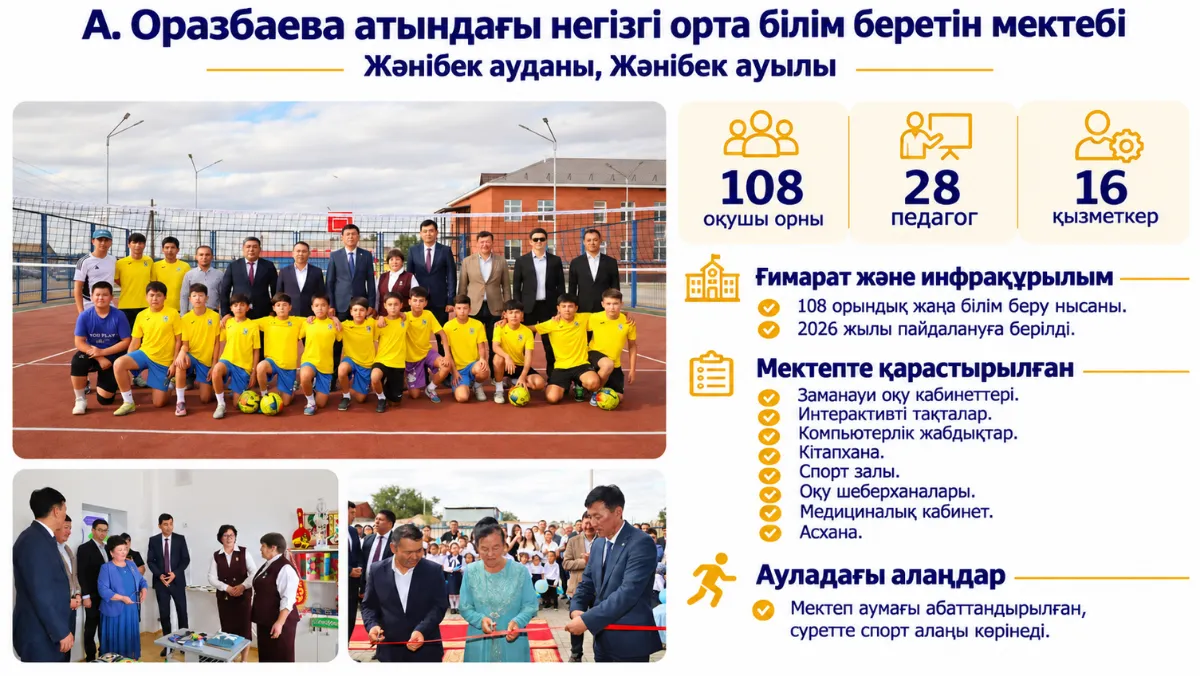 А. Оразбаева атындағы негізгі орта білім беретін мектебі
Жәнібек ауданы, Жәнібек ауылы
108
оқушы орны
28
педагог
16
қызметкер
Ғимарат және инфрақұрылым
108 орындық жаңа білім беру нысаны.
2026 жылы пайдалануға берілді.
Мектепте қарастырылған
Заманауи оқу кабинеттері.
Интерактивті тақталар.
Компьютерлік жабдықтар.
Кітапхана.
Спорт залы.
Оқу шеберханалары.
Медициналық кабинет.
Асхана.
Ауладағы алаңдар
Мектеп аумағы абаттандырылған,
суретте спорт алаңы көрінеді.